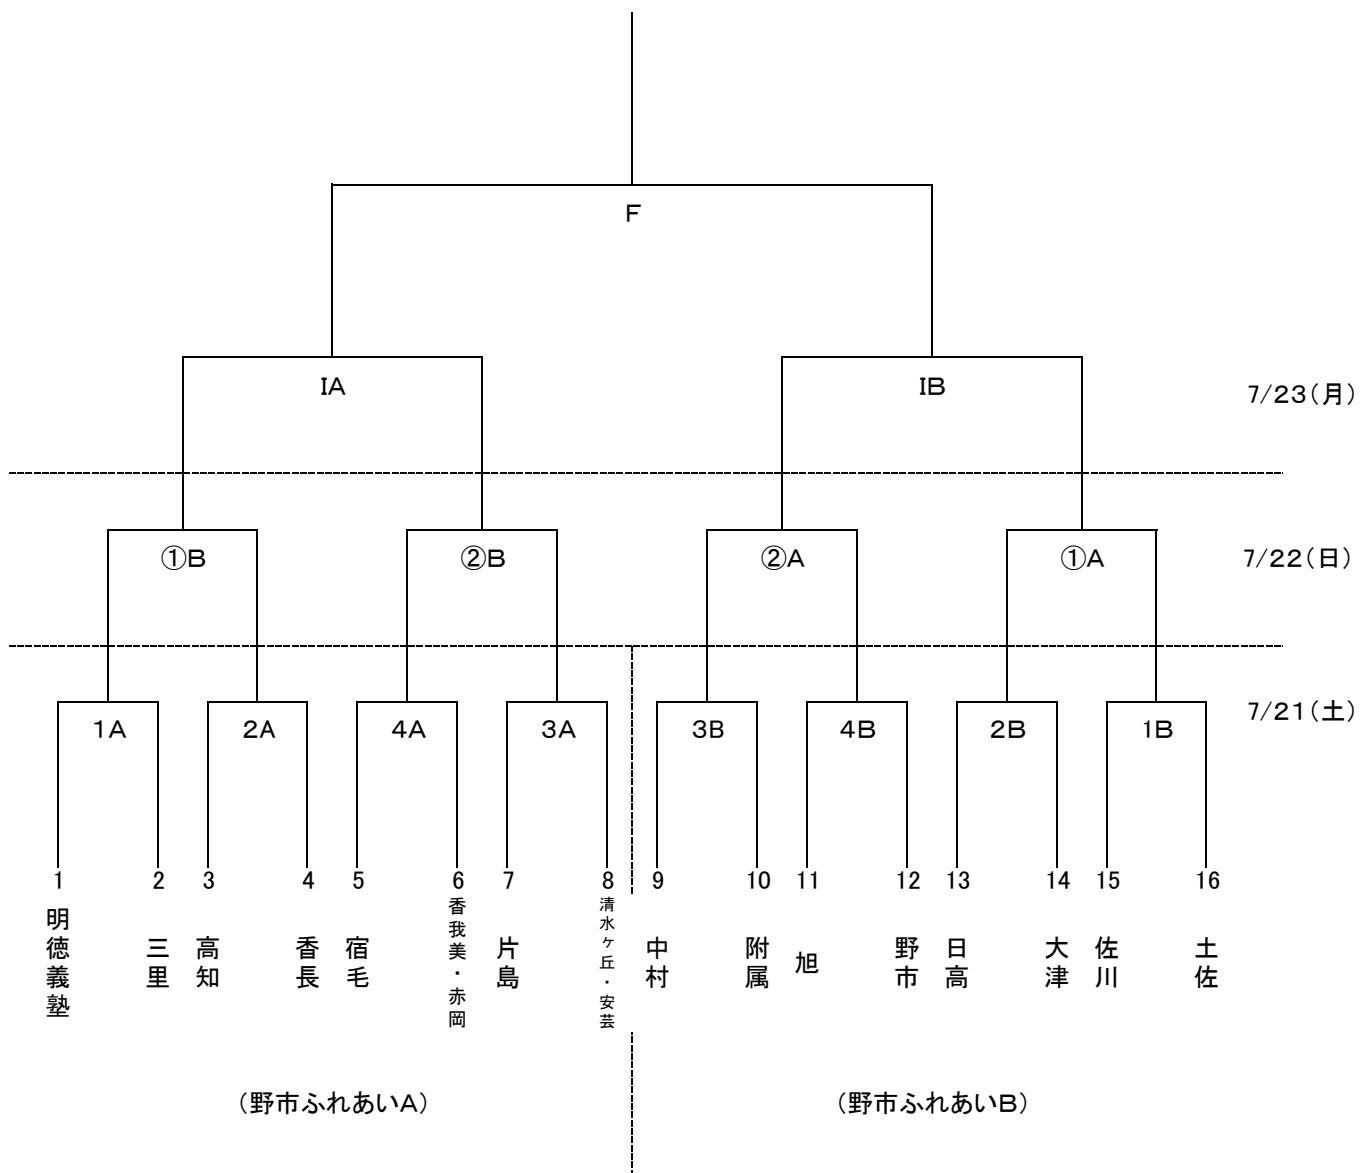 F
IA
IB
7/23(月)
①B
②B
②A
①A
7/22(日)
1A
2A
4A
3A
3B
4B
2B
1B
7/21(土)
1
2
3
4
5
6
7
8
9
10
11
12
13
14
15
16
明徳義塾
三里
高知
香長
宿毛
香我美・赤岡
片島
清水ヶ丘・安芸
中村
附属
旭
野市
日高
大津
佐川
土佐
(野市ふれあいA)
(野市ふれあいB)